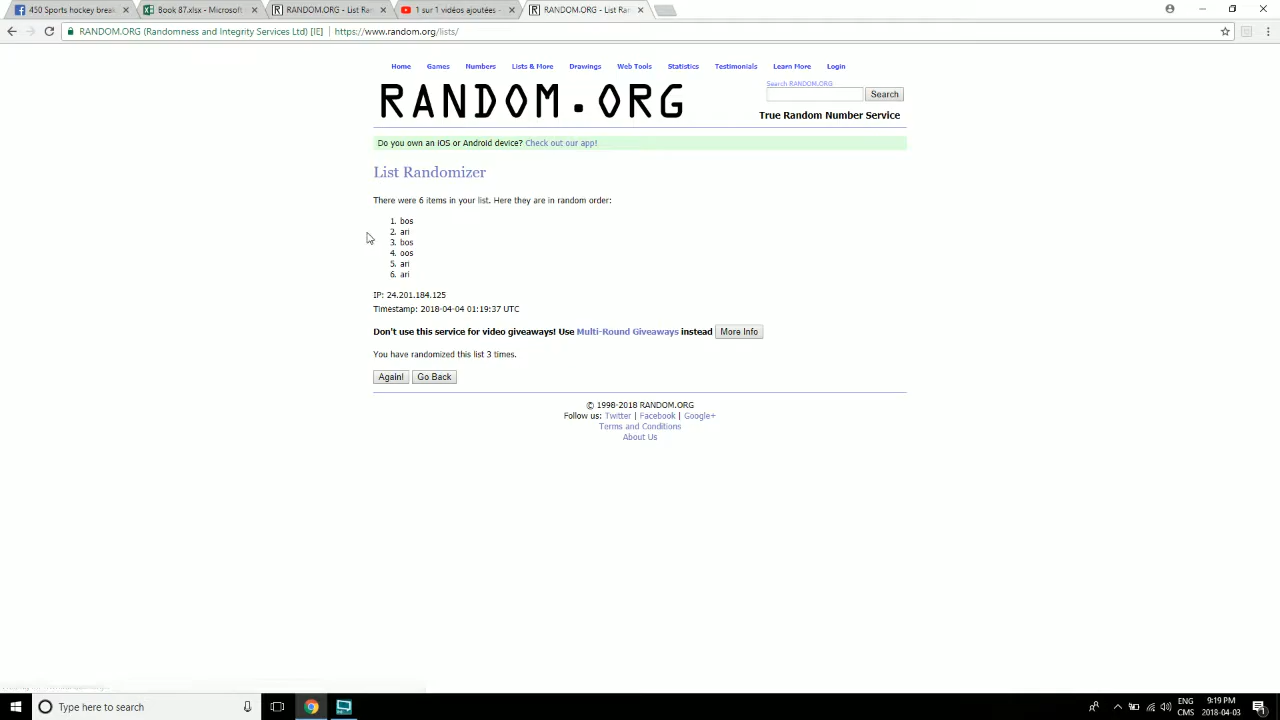 450 Sports hockey break
Book 87.xlsx - Microsoft
RANDOM.ORG - List Ran
1 sur 1 vidéos ajoutées -
RANDOM.ORG - List Ran
RANDOM.ORG (Randomness and Integrity Services Ltd) [IE]
https://www.random.org/lists/
Home Games Numbers Lists & More Drawings Web Tools Statistics Testimonials Learn More Login
RANDOM.ORG
Search RANDOM.ORG
Search
True Random Number Service
Do you own an iOS or Android device? Check out our app!
List Randomizer
There were 6 items in your list. Here they are in random order:
1. bos
2. ari
3. bos
4. oos
5. ari
6. ari
IP: 24.201.184.125
Timestamp: 2018-04-04 01:19:37 UTC
Don't use this service for video giveaways! Use Multi-Round Giveaways instead More Info
You have randomized this list 3 times.
Again! Go Back
© 1998-2018 RANDOM.ORG
Follow us: Twitter | Facebook | Google+
Terms and Conditions
About Us
Type here to search
ENG
CMS
9:19 PM
2018-04-03